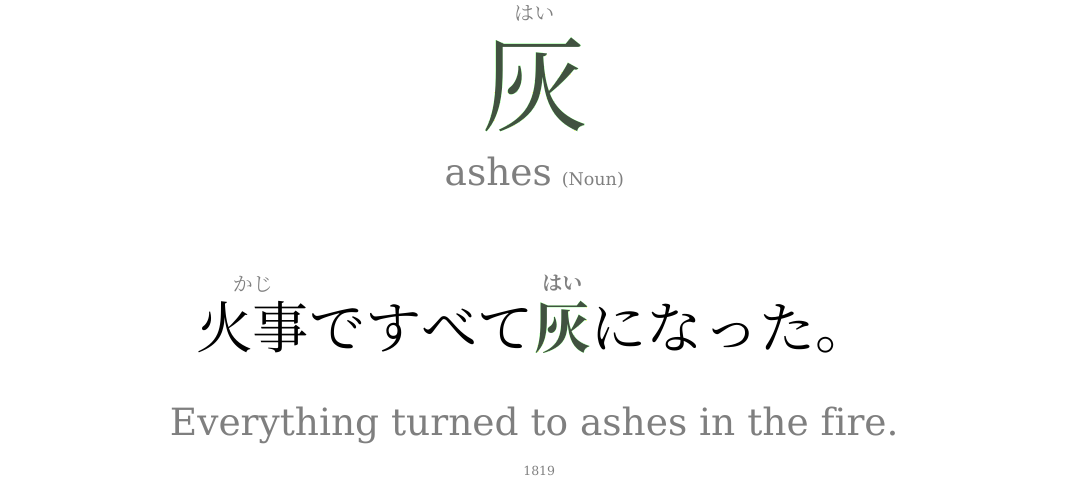 はい
灰
ashes (Noun)
かじ はい
火事ですべて灰になった。
Everything turned to ashes in the fire.
1819